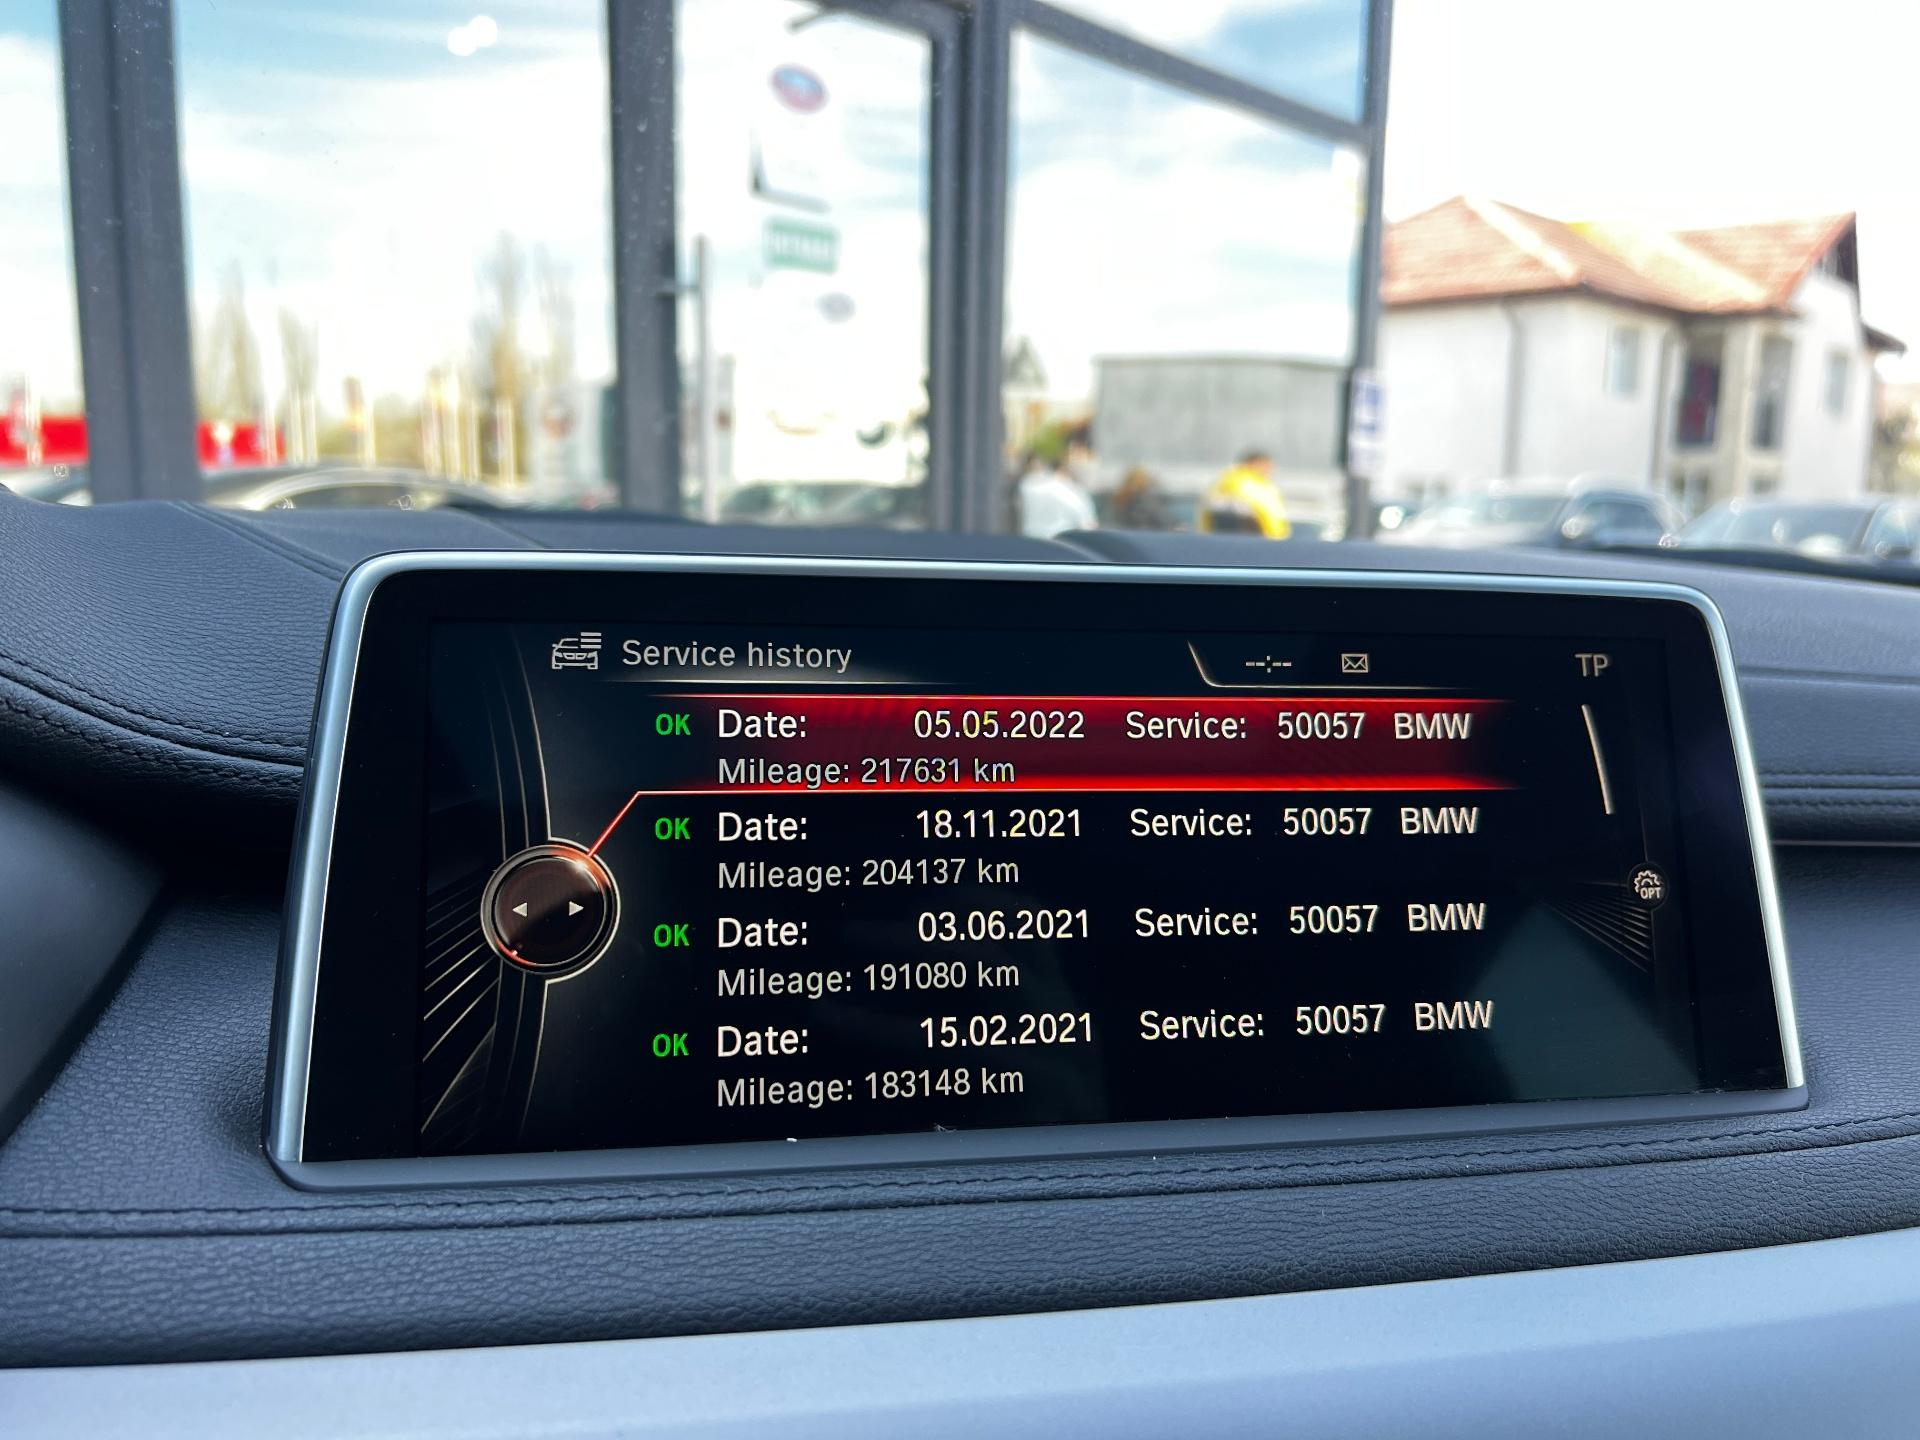 Service history
--:--
TP
OK Date: 05.05.2022 Service: 50057 BMW
Mileage: 217631 km
OK Date: 18.11.2021 Service: 50057 BMW
Mileage: 204137 km
OK Date: 03.06.2021 Service: 50057 BMW
Mileage: 191080 km
OPT
OK Date: 15.02.2021 Service: 50057 BMW
Mileage: 183148 km